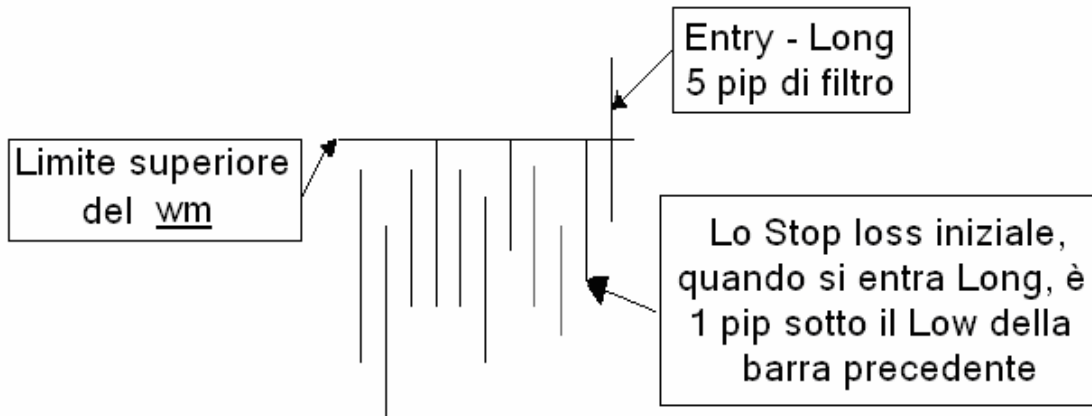 Entry - Long
5 pip di filtro
Limite superiore
del wm
Lo Stop loss iniziale,
quando si entra Long, è
1 pip sotto il Low della
barra precedente